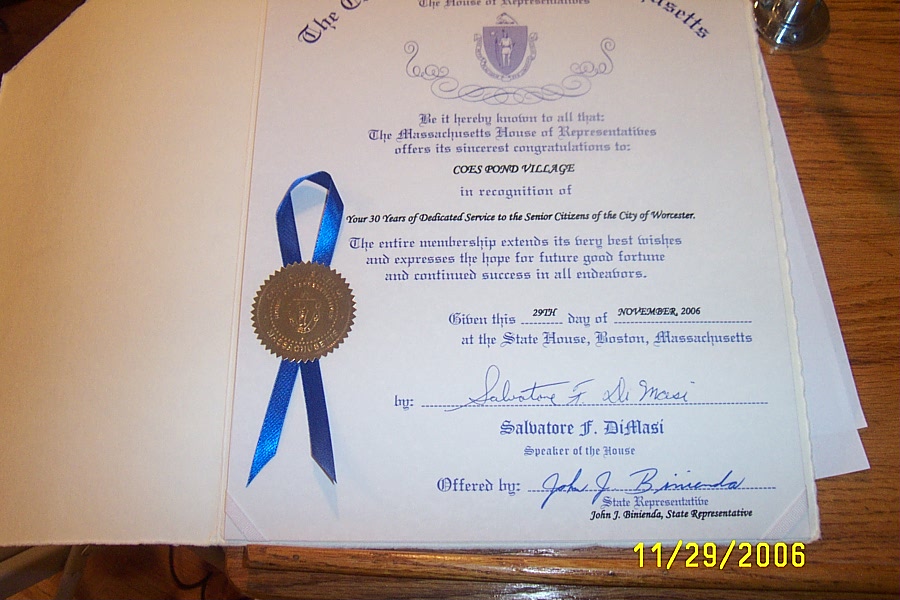 The
The House of Representatives
Be it hereby known to all that:
The Massachusetts House of Representatives
offers its sincerest congratulations to:
COES POND VILLAGE
in recognition of
Your 30 Years of Dedicated Service to the Senior Citizens of the City of Worcester.
The entire membership extends its very best wishes
and expresses the hope for future good fortune
and continued success in all endeavors.
Given this 29TH day of NOVEMBER, 2006
at the State House, Boston, Massachusetts
by: Salvatore F. DiMasi
Salvatore F. DiMasi
Speaker of the House
Offered by: John J. Binienda
State Representative
John J. Binienda, State Representative
11/29/2006